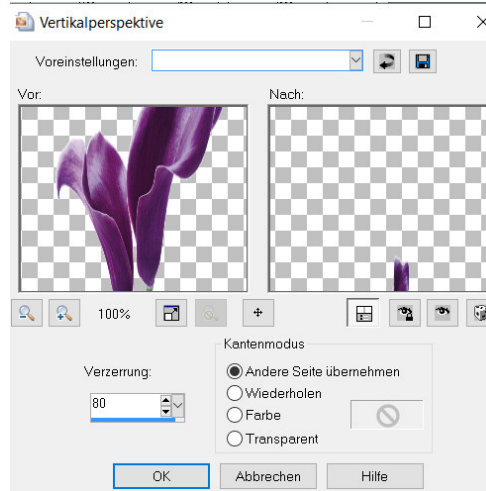 Vertikalperspektive
Voreinstellungen:
Vor:
Nach:
100%
Kantenmodus
Verzerrung:
80
Andere Seite übernehmen
Wiederholen
Farbe
Transparent
OK
Abbrechen
Hilfe